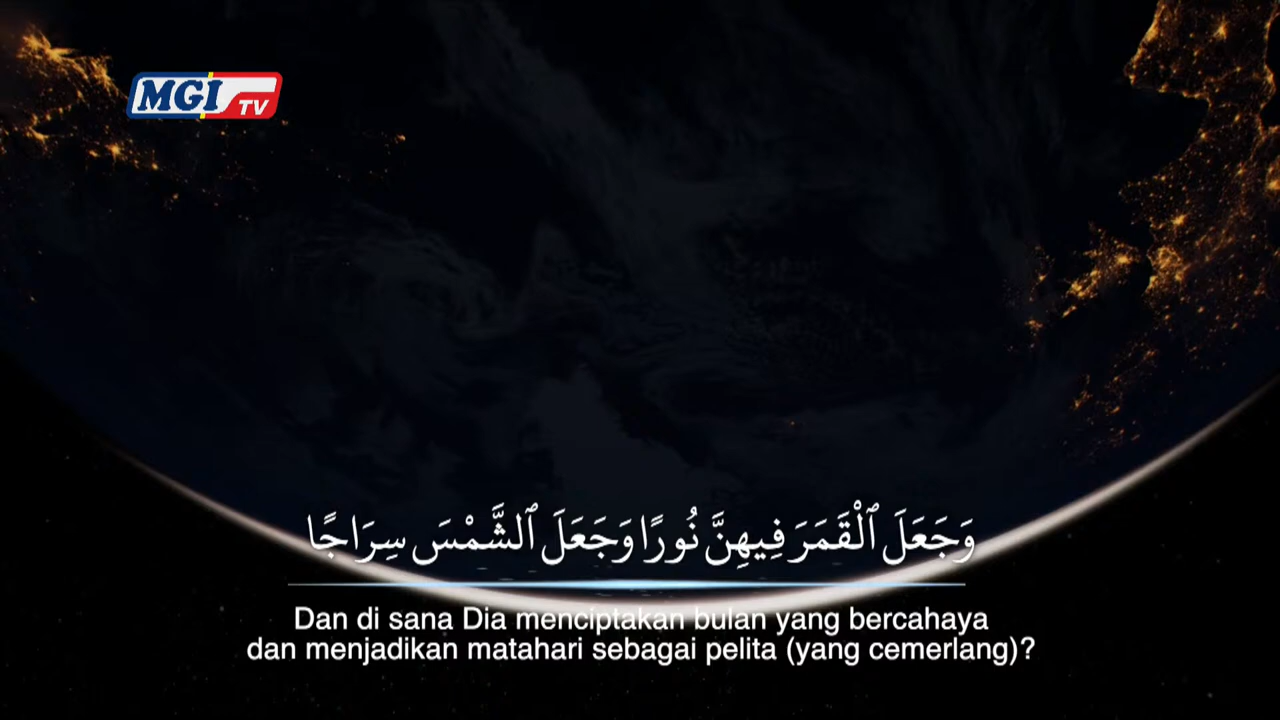 MGI TV
وَجَعَلَ ٱلْقَمَرَ فِيهِنَّ نُورًا وَجَعَلَ ٱلشَّمْسَ سِرَاجًا
Dan di sana Dia menciptakan bulan yang bercahaya
dan menjadikan matahari sebagai pelita (yang cemerlang)?